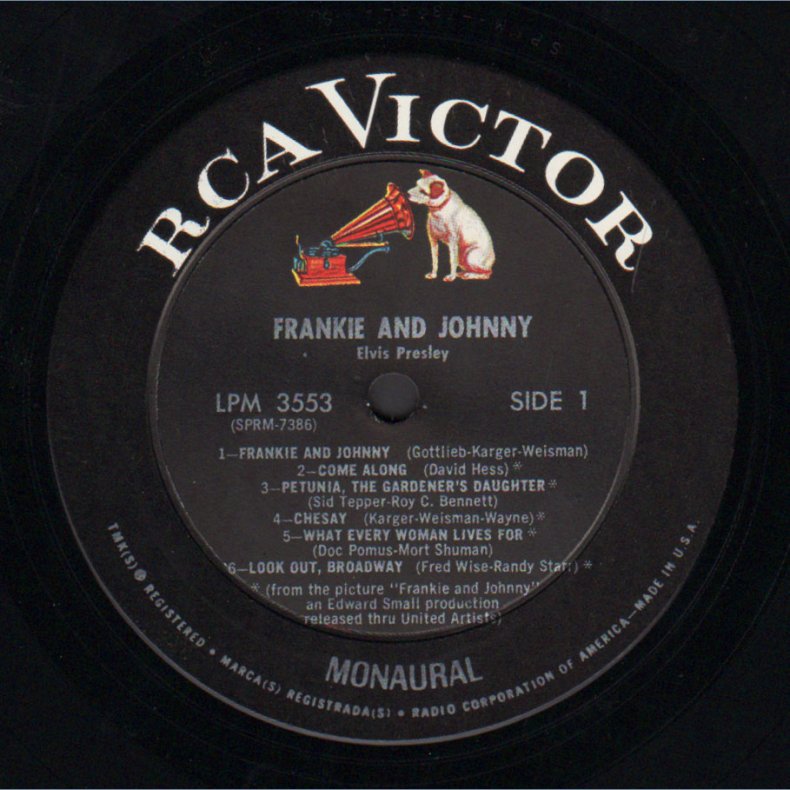 RCA VICTOR
FRANKIE AND JOHNNY
Elvis Presley
LPM 3553
SIDE 1
(SPRM-7386)
1—FRANKIE AND JOHNNY (Gottlieb-Karger-Weisman)
2—COME ALONG (David Hess)*
3—PETUNIA, THE GARDENER'S DAUGHTER*
(Sid Tepper-Roy C. Bennett)
4—CHESAY (Karger-Weisman-Wayne)*
5—WHAT EVERY WOMAN LIVES FOR*
(Doc Pomus-Mort Shuman)
6—LOOK OUT, BROADWAY (Fred Wise-Randy Starr)*
* (from the picture "Frankie and Johnny"
an Edward Small production
released thru United Artists)
MONAURAL
TMK(S) ® REGISTERED • MARCA(S) REGISTRADA(S) • RADIO CORPORATION OF AMERICA—MADE IN U.S.A.